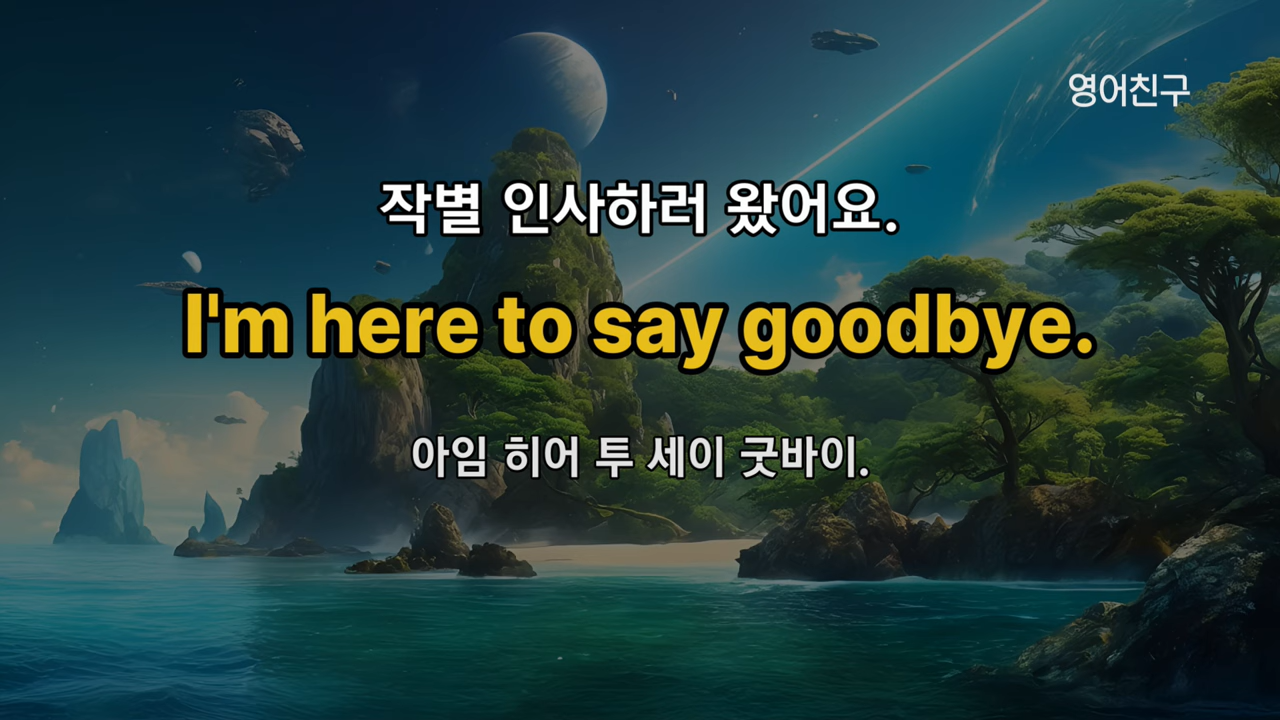 영어친구
작별 인사하러 왔어요.
I'm here to say goodbye.
아임 히어 투 세이 굿바이.